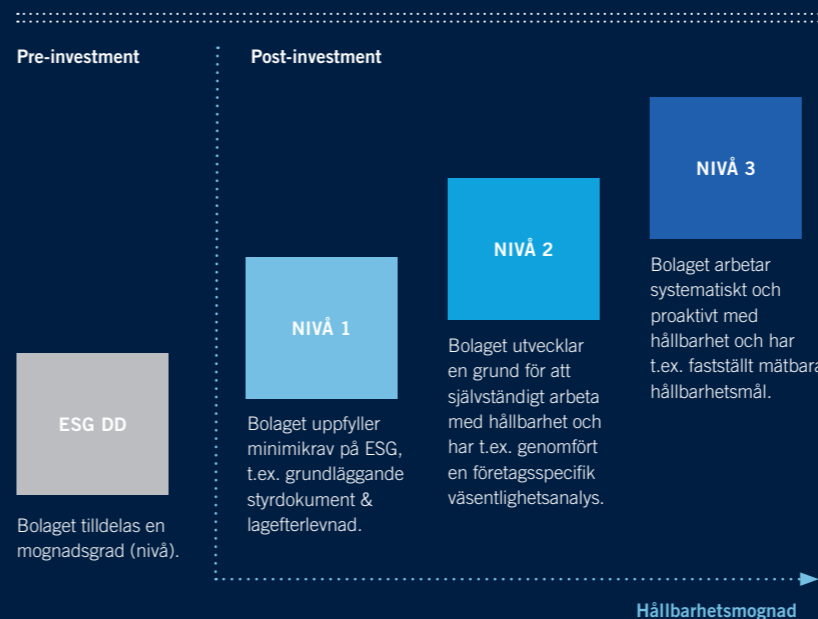 Pre-investment
Post-investment
ESG DD
Bolaget tilldelas en
mognadsgrad (nivå).
NIVÅ 1
Bolaget uppfyller
minimikrav på ESG,
t.ex. grundläggande
styrdokument &
lagefterlevnad.
NIVÅ 2
Bolaget utvecklar
en grund för att
självständigt arbeta
med hållbarhet och
har t.ex. genomfört
en företagsspecifik
väsentlighetsanalys.
NIVÅ 3
Bolaget arbetar
systematiskt och
proaktivt med
hållbarhet och har
t.ex. fastställt mätbara
hållbarhetsmål.
Hållbarhetsmognad